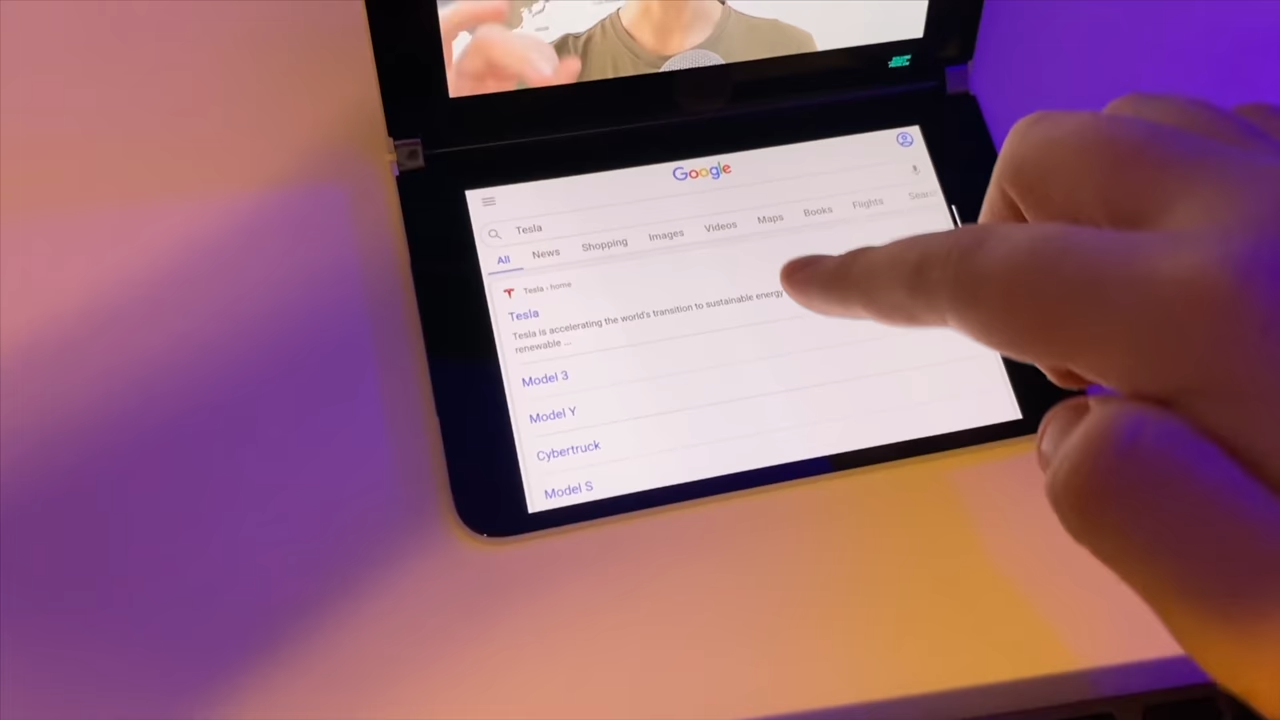 Google
Tesla
All News Shopping Images Videos Maps Books Flights
Tesla › home
Tesla
Tesla is accelerating the world's transition to sustainable energy
renewable ...
Model 3
Model Y
Cybertruck
Model S